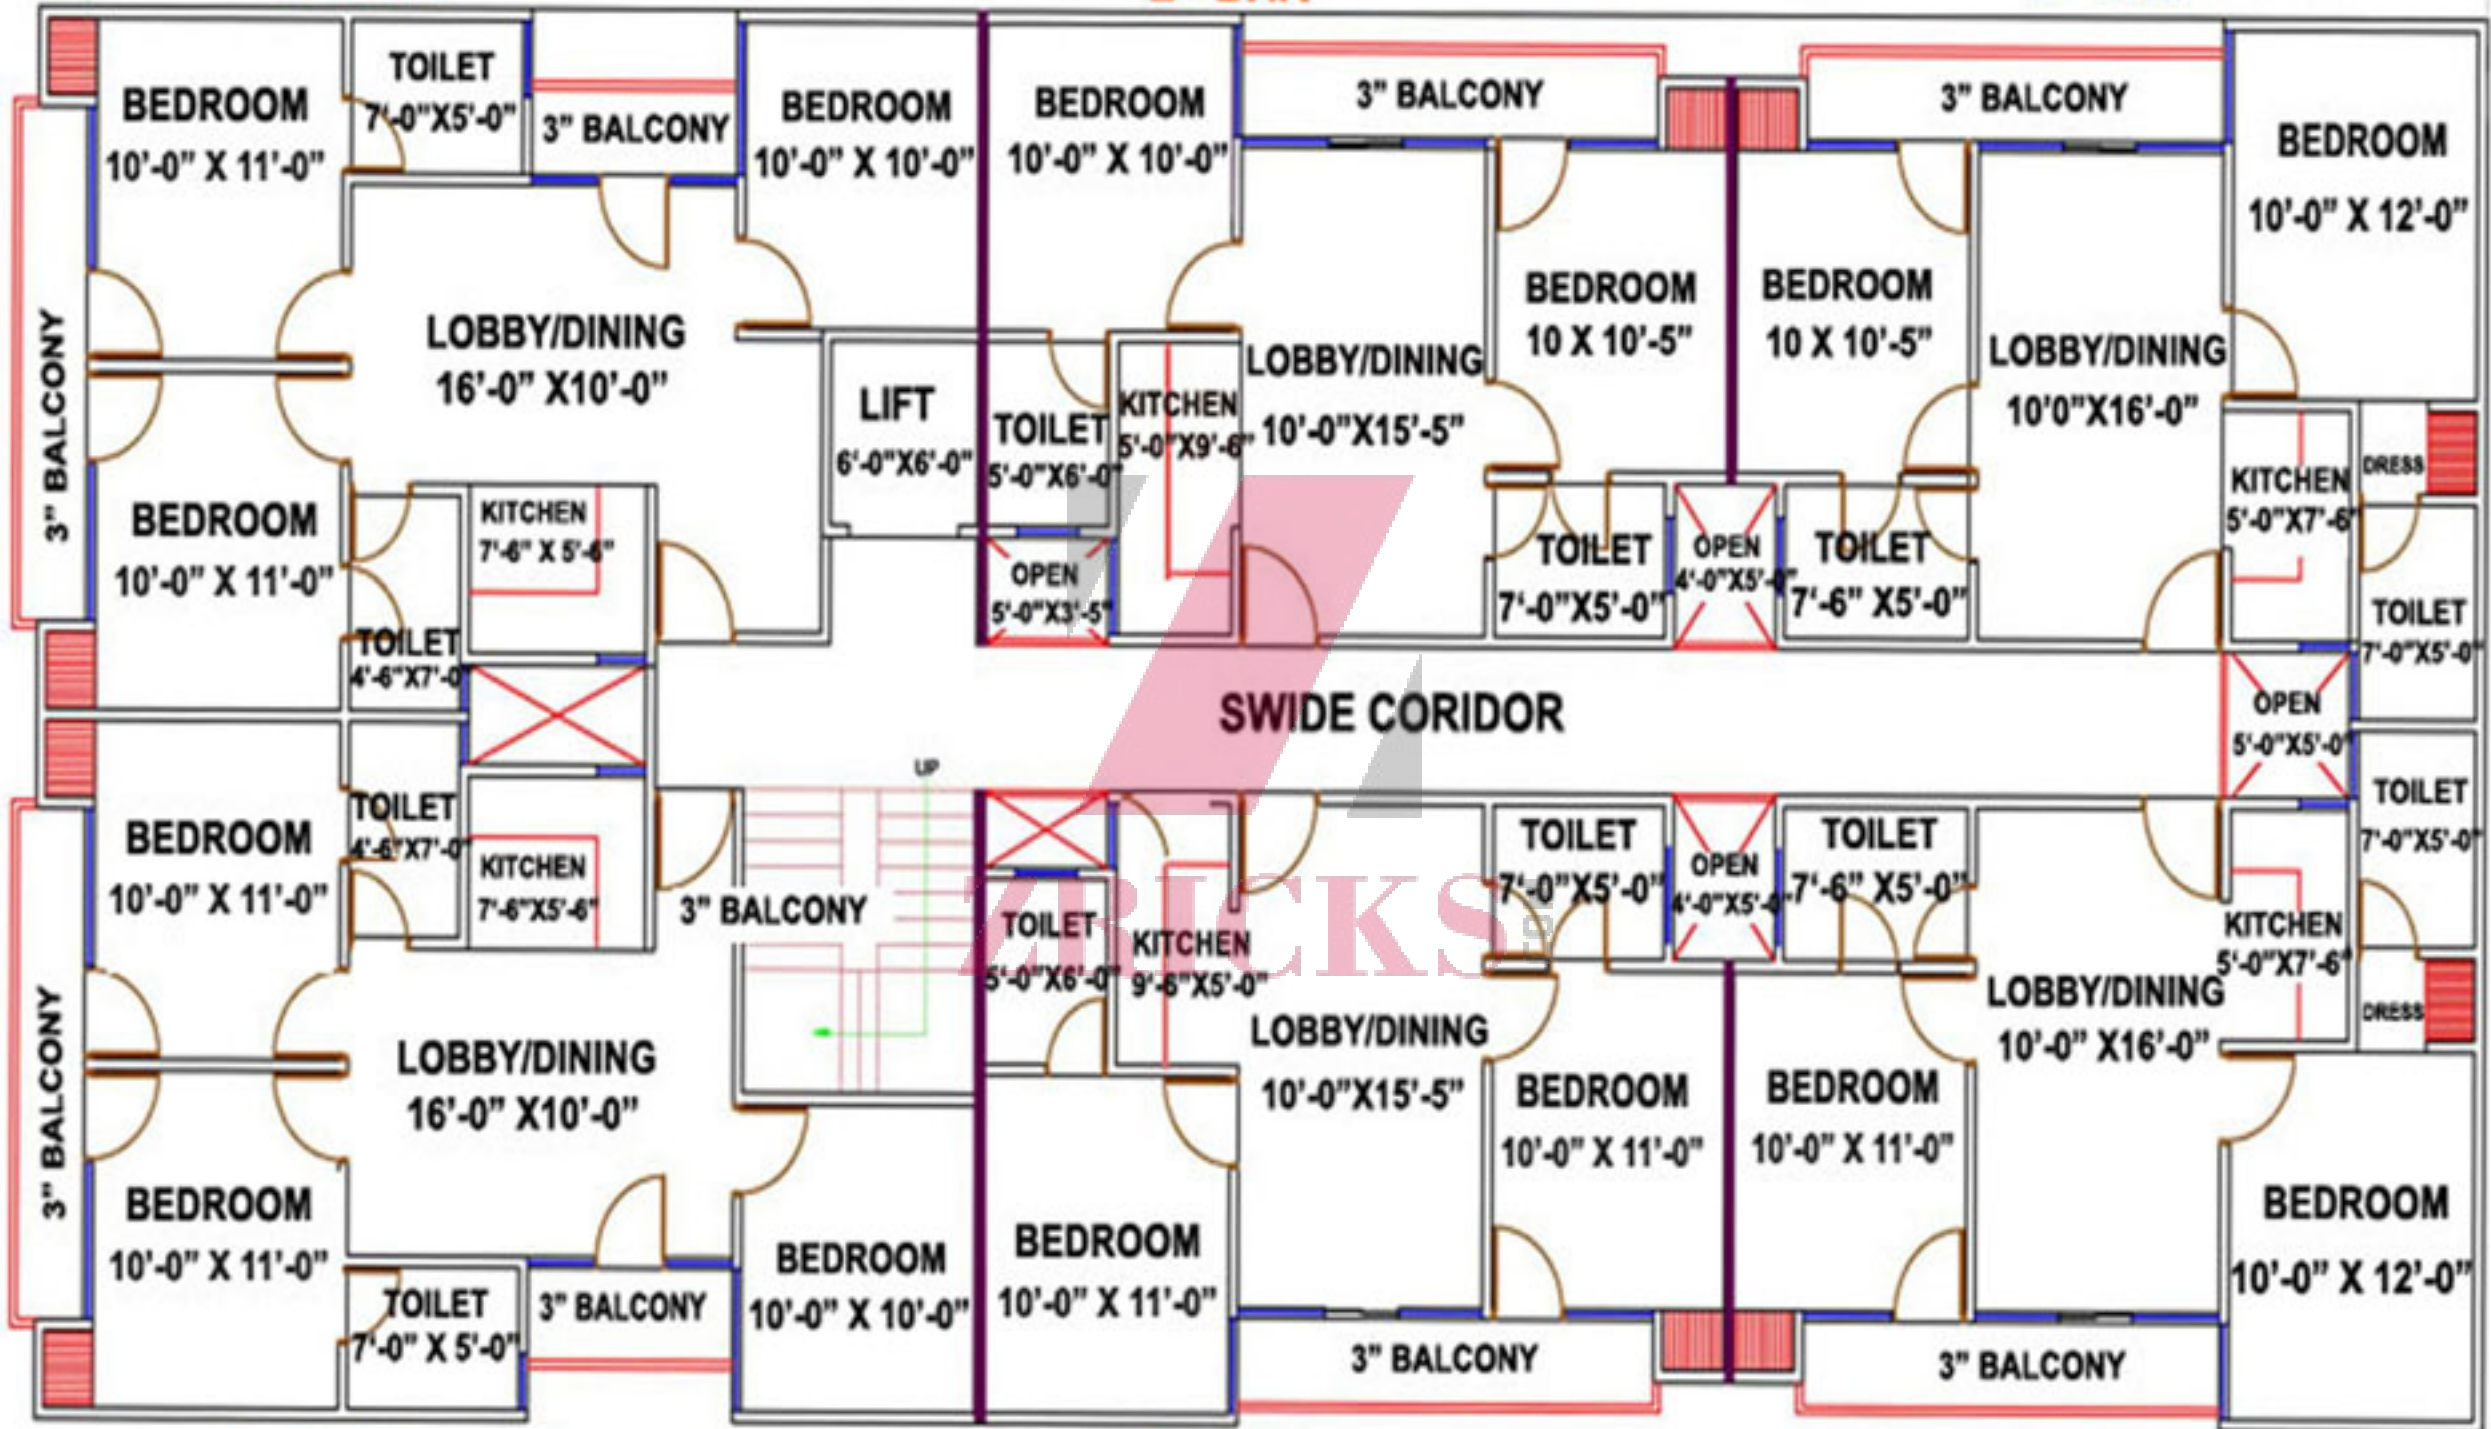 BEDROOM
10'-0" X 11'-0"
TOILET
7'-0"X5'-0"
3" BALCONY
BEDROOM
10'-0" X 10'-0"
BEDROOM
10'-0" X 10'-0"
3" BALCONY
3" BALCONY
BEDROOM
10'-0" X 12'-0"
3" BALCONY
LOBBY/DINING
16'-0" X10'-0"
LIFT
6'-0"X6'-0"
TOILET
5'-0"X6'-0"
KITCHEN
5'-0"X9'-6"
LOBBY/DINING
10'-0"X15'-5"
BEDROOM
10 X 10'-5"
BEDROOM
10 X 10'-5"
LOBBY/DINING
10'0"X16'-0"
KITCHEN
5'-0"X7'-6"
DRESS
BEDROOM
10'-0" X 11'-0"
KITCHEN
7'-6" X 5'-6"
TOILET
4'-6"X7'-0"
OPEN
5'-0"X3'-5"
TOILET
7'-0"X5'-0"
OPEN
4'-0"X5'-0"
TOILET
7'-6" X5'-0"
TOILET
7'-0"X5'-0"
SWIDE CORIDOR
OPEN
5'-0"X5'-0"
UP
BEDROOM
10'-0" X 11'-0"
TOILET
4'-6"X7'-0"
KITCHEN
7'-6"X5'-6"
3" BALCONY
TOILET
5'-0"X6'-0"
KITCHEN
9'-6"X5'-0"
TOILET
7'-0"X5'-0"
OPEN
4'-0"X5'-0"
TOILET
7'-6" X5'-0"
TOILET
7'-0"X5'-0"
KITCHEN
5'-0"X7'-6"
DRESS
ZBRICKS
3" BALCONY
LOBBY/DINING
16'-0" X10'-0"
LOBBY/DINING
10'-0"X15'-5"
BEDROOM
10'-0" X 11'-0"
BEDROOM
10'-0" X 11'-0"
LOBBY/DINING
10'-0" X16'-0"
BEDROOM
10'-0" X 11'-0"
TOILET
7'-0" X 5'-0"
3" BALCONY
BEDROOM
10'-0" X 10'-0"
BEDROOM
10'-0" X 11'-0"
3" BALCONY
3" BALCONY
BEDROOM
10'-0" X 12'-0"